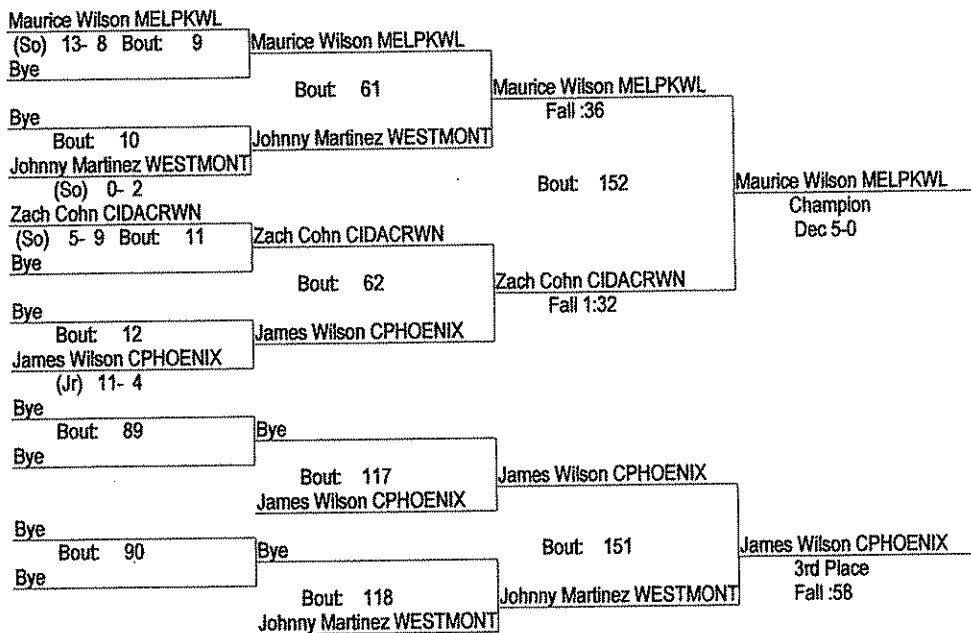 Maurice Wilson MELPKWL
(So) 13- 8 Bout: 9
Bye
Maurice Wilson MELPKWL
Bout: 61
Bye
Bout: 10
Johnny Martinez WESTMONT
(So) 0- 2
Johnny Martinez WESTMONT
Maurice Wilson MELPKWL
Fall :36
Bout: 152
Zach Cohn CIDACRWN
(So) 5- 9 Bout: 11
Bye
Zach Cohn CIDACRWN
Bout: 62
Bye
Bout: 12
James Wilson CPHOENIX
(Jr) 11- 4
James Wilson CPHOENIX
Zach Cohn CIDACRWN
Fall 1:32
Maurice Wilson MELPKWL
Champion
Dec 5-0
Bye
Bout: 89
Bye
Bye
Bout: 117
James Wilson CPHOENIX
James Wilson CPHOENIX
Bout: 151
Bye
Bout: 90
Bye
Bye
Bout: 118
Johnny Martinez WESTMONT
Johnny Martinez WESTMONT
James Wilson CPHOENIX
3rd Place
Fall :58